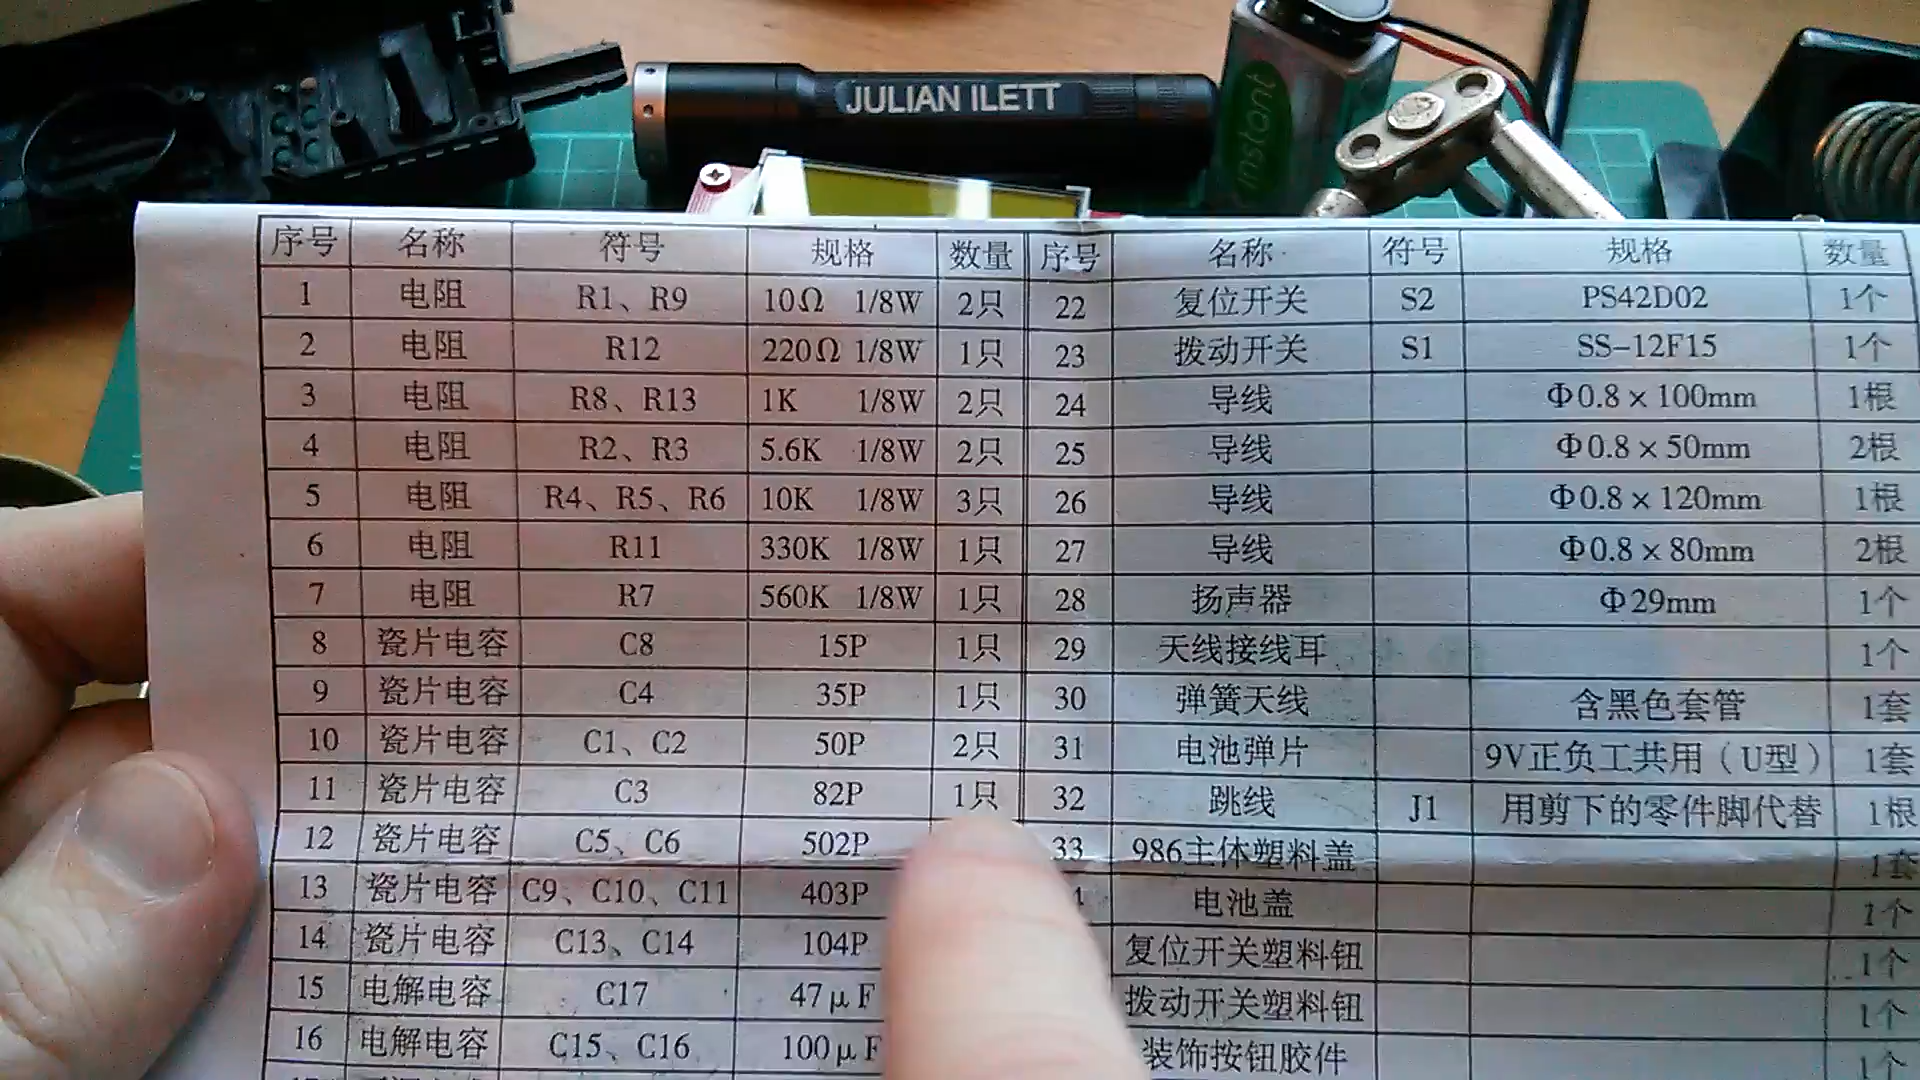 JULIAN ILETT
instant
序号 名称 符号 规格 数量 序号 名称 符号 规格 数量
1 电阻 R1、R9 10Ω 1/8W 2只 22 复位开关 S2 PS42D02 1个
2 电阻 R12 220Ω 1/8W 1只 23 拨动开关 S1 SS-12F15 1个
3 电阻 R8、R13 1K 1/8W 2只 24 导线 Φ0.8×100mm 1根
4 电阻 R2、R3 5.6K 1/8W 2只 25 导线 Φ0.8×50mm 2根
5 电阻 R4、R5、R6 10K 1/8W 3只 26 导线 Φ0.8×120mm 1根
6 电阻 R11 330K 1/8W 1只 27 导线 Φ0.8×80mm 2根
7 电阻 R7 560K 1/8W 1只 28 扬声器 Φ29mm 1个
8 瓷片电容 C8 15P 1只 29 天线接线耳 1个
9 瓷片电容 C4 35P 1只 30 弹簧天线 含黑色套管 1套
10 瓷片电容 C1、C2 50P 2只 31 电池弹片 9V正负工共用（U型） 1套
11 瓷片电容 C3 82P 1只 32 跳线 J1 用剪下的零件脚代替 1根
12 瓷片电容 C5、C6 502P 33 986主体塑料盖 1套
13 瓷片电容 C9、C10、C11 403P 电池盖 1个
14 瓷片电容 C13、C14 104P 复位开关塑料钮 1个
15 电解电容 C17 47μF 拨动开关塑料钮 1个
16 电解电容 C15、C16 100μF 装饰按钮胶件 1个